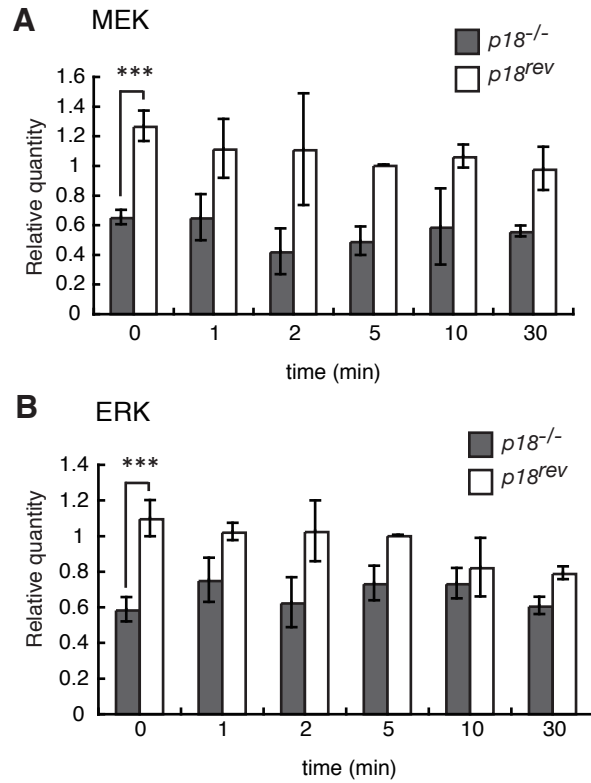 A MEK
p18-/-
p18rev
***
1.6
1.4
1.2
1
0.8
0.6
0.4
0.2
0
Relative quantity
0 1 2 5 10 30
time (min)
B ERK
p18-/-
p18rev
***
1.4
1.2
1
0.8
0.6
0.4
0.2
0
Relative quantity
0 1 2 5 10 30
time (min)